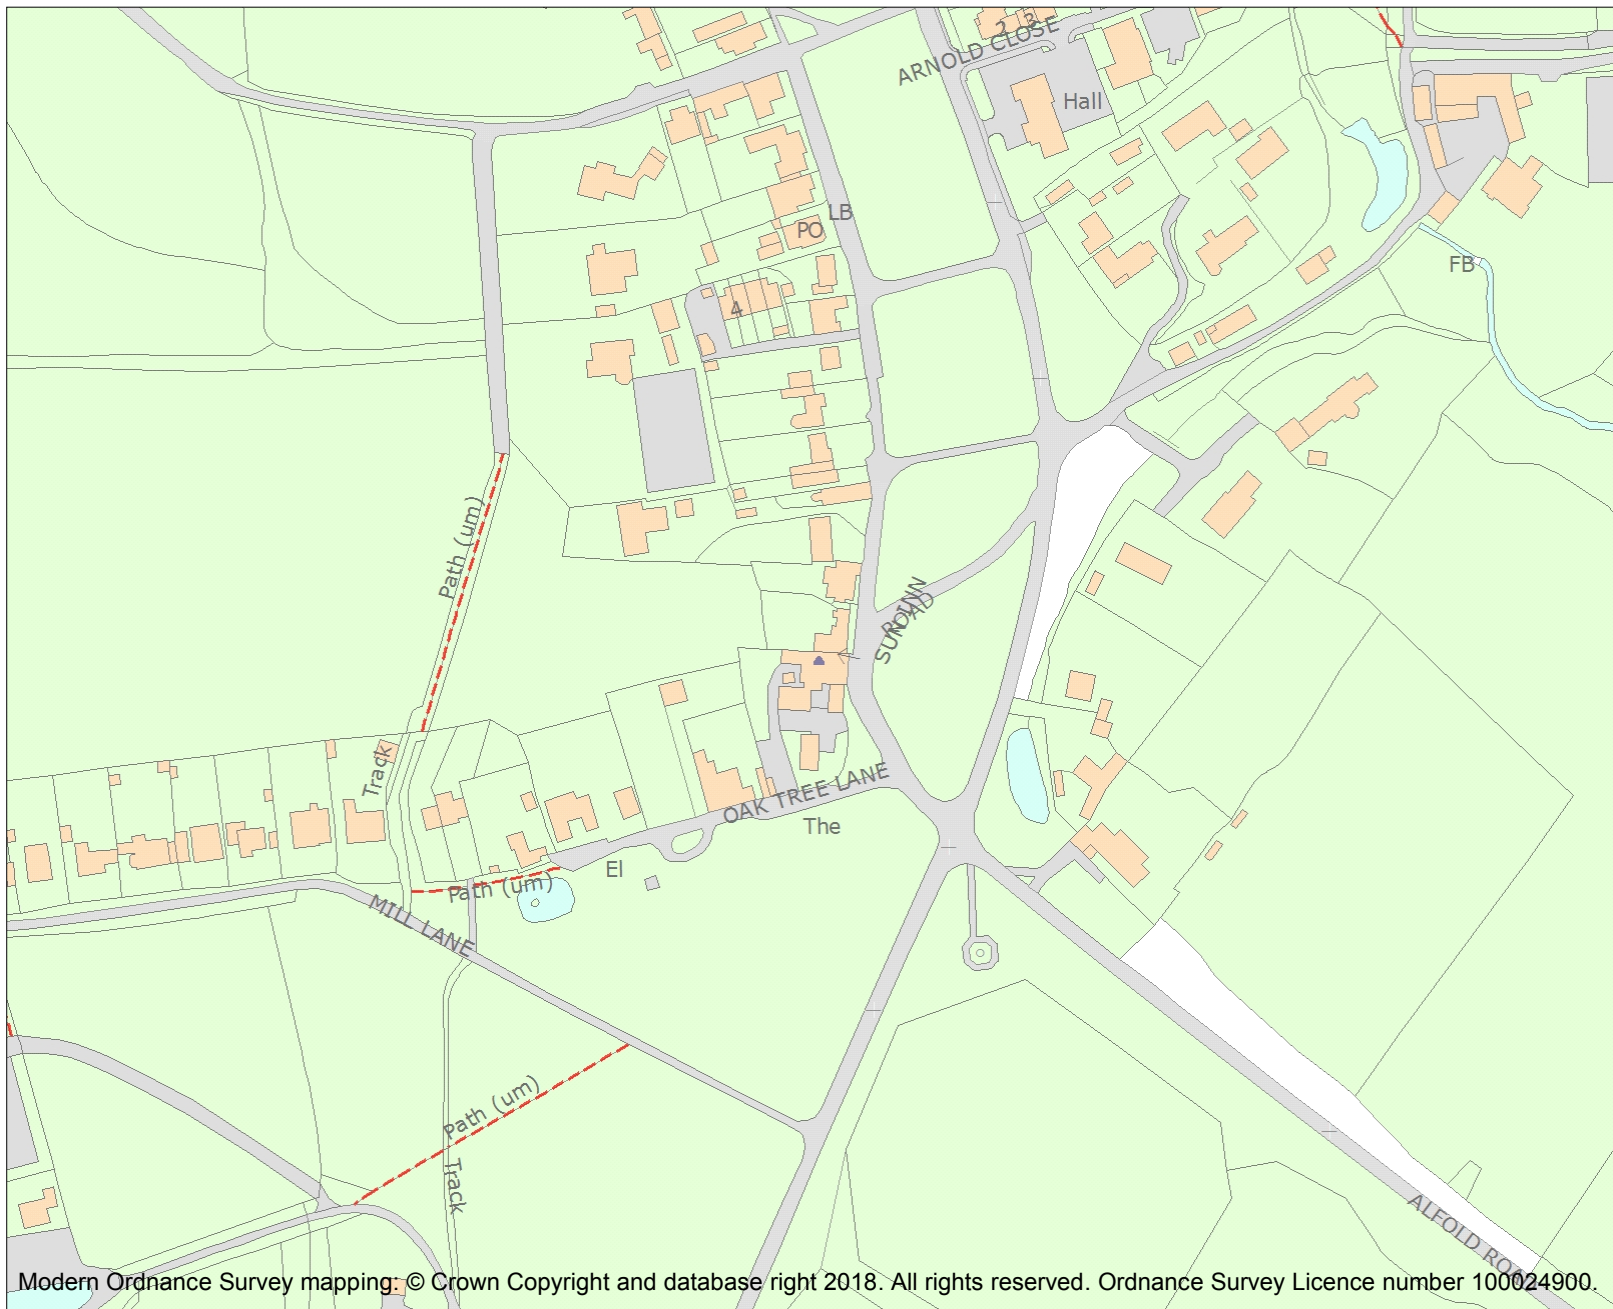 2 3
ARNOLD CLOSE
Hall
LB
PO
FB
4
Path (um)
SUN INN
ROAD
Track
OAK TREE LANE
The
El
Path (um)
MILL LANE
Path (um)
Track
ALFOLD ROAD
Modern Ordnance Survey mapping: © Crown Copyright and database right 2018. All rights reserved. Ordnance Survey Licence number 100024900.